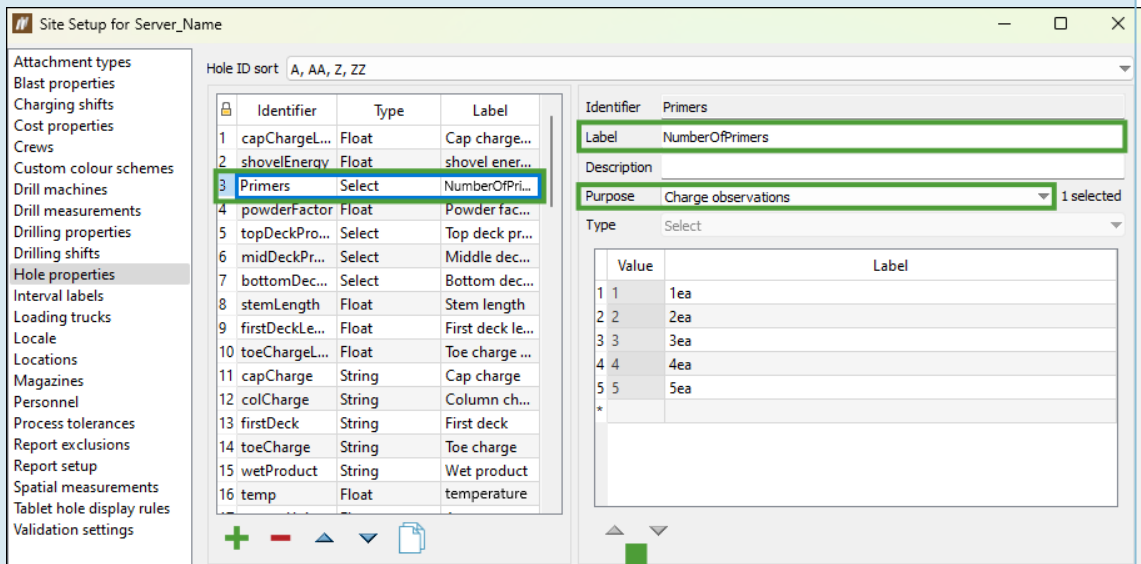 Site Setup for Server_Name
Attachment types
Blast properties
Charging shifts
Cost properties
Crews
Custom colour schemes
Drill machines
Drill measurements
Drilling properties
Drilling shifts
Hole properties
Interval labels
Loading trucks
Locale
Locations
Magazines
Personnel
Process tolerances
Report exclusions
Report setup
Spatial measurements
Tablet hole display rules
Validation settings
Hole ID sort A, AA, Z, ZZ
Identifier Type Label
1 capChargeL... Float Cap charge...
2 shovelEnergy Float shovel ener...
3 Primers Select NumberOfPri...
4 powderFactor Float Powder fac...
5 topDeckPro... Select Top deck pr...
6 midDeckPr... Select Middle dec...
7 bottomDec... Select Bottom dec...
8 stemLength Float Stem length
9 firstDeckLe... Float First deck le...
10 toeChargeL... Float Toe charge ...
11 capCharge String Cap charge
12 colCharge String Column ch...
13 firstDeck String First deck
14 toeCharge String Toe charge
15 wetProduct String Wet product
16 temp Float temperature
Identifier Primers
Label NumberOfPrimers
Description
Purpose Charge observations 1 selected
Type Select
Value Label
1 1 1ea
2 2 2ea
3 3 3ea
4 4 4ea
5 5 5ea
*